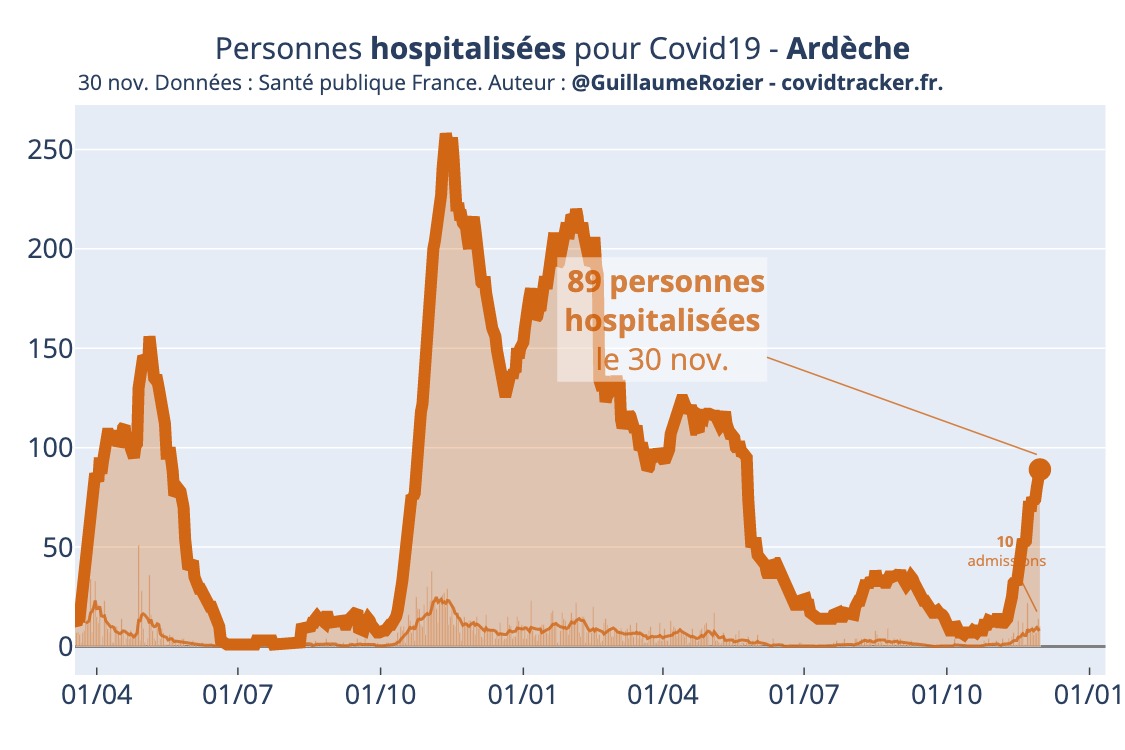 Personnes hospitalisées pour Covid19 - Ardèche
30 nov. Données : Santé publique France. Auteur : @GuillaumeRozier - covidtracker.fr.
250
200
89 personnes
hospitalisées
le 30 nov.
150
100
50
10
admissions
0
01/04 01/07 01/10 01/01 01/04 01/07 01/10 01/01